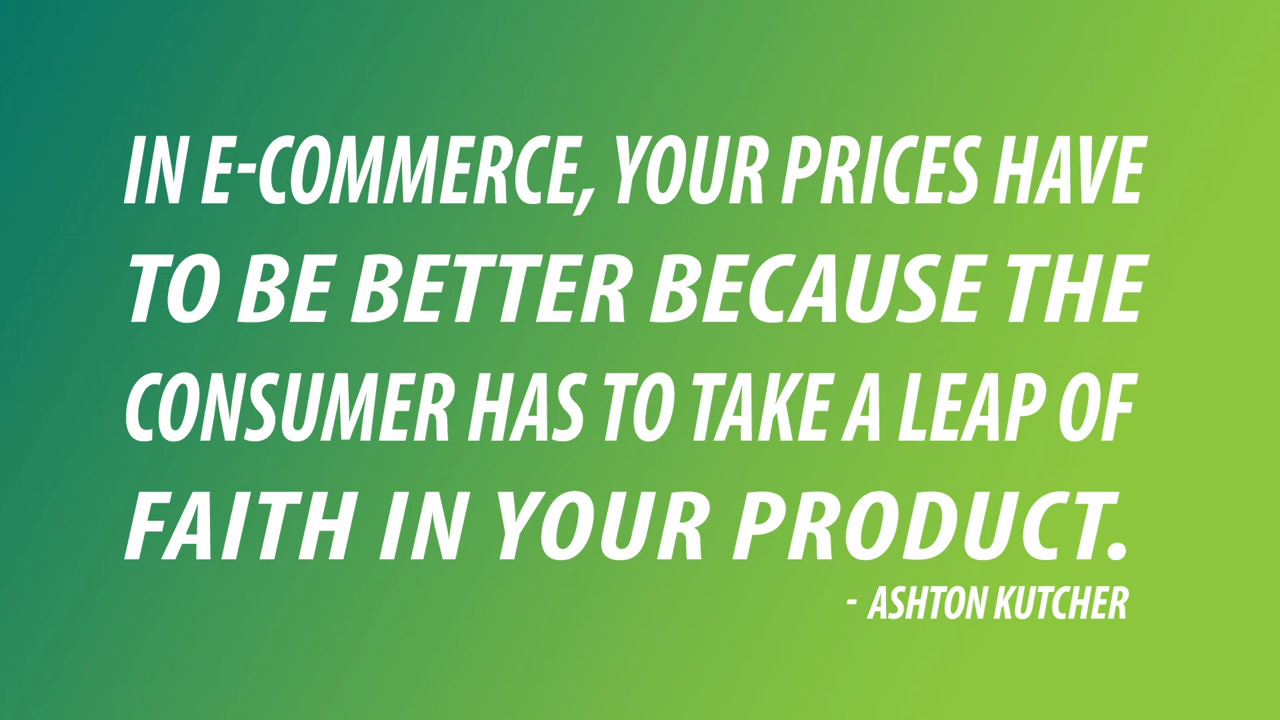 IN E-COMMERCE, YOUR PRICES HAVE
TO BE BETTER BECAUSE THE
CONSUMER HAS TO TAKE A LEAP OF
FAITH IN YOUR PRODUCT.
- ASHTON KUTCHER